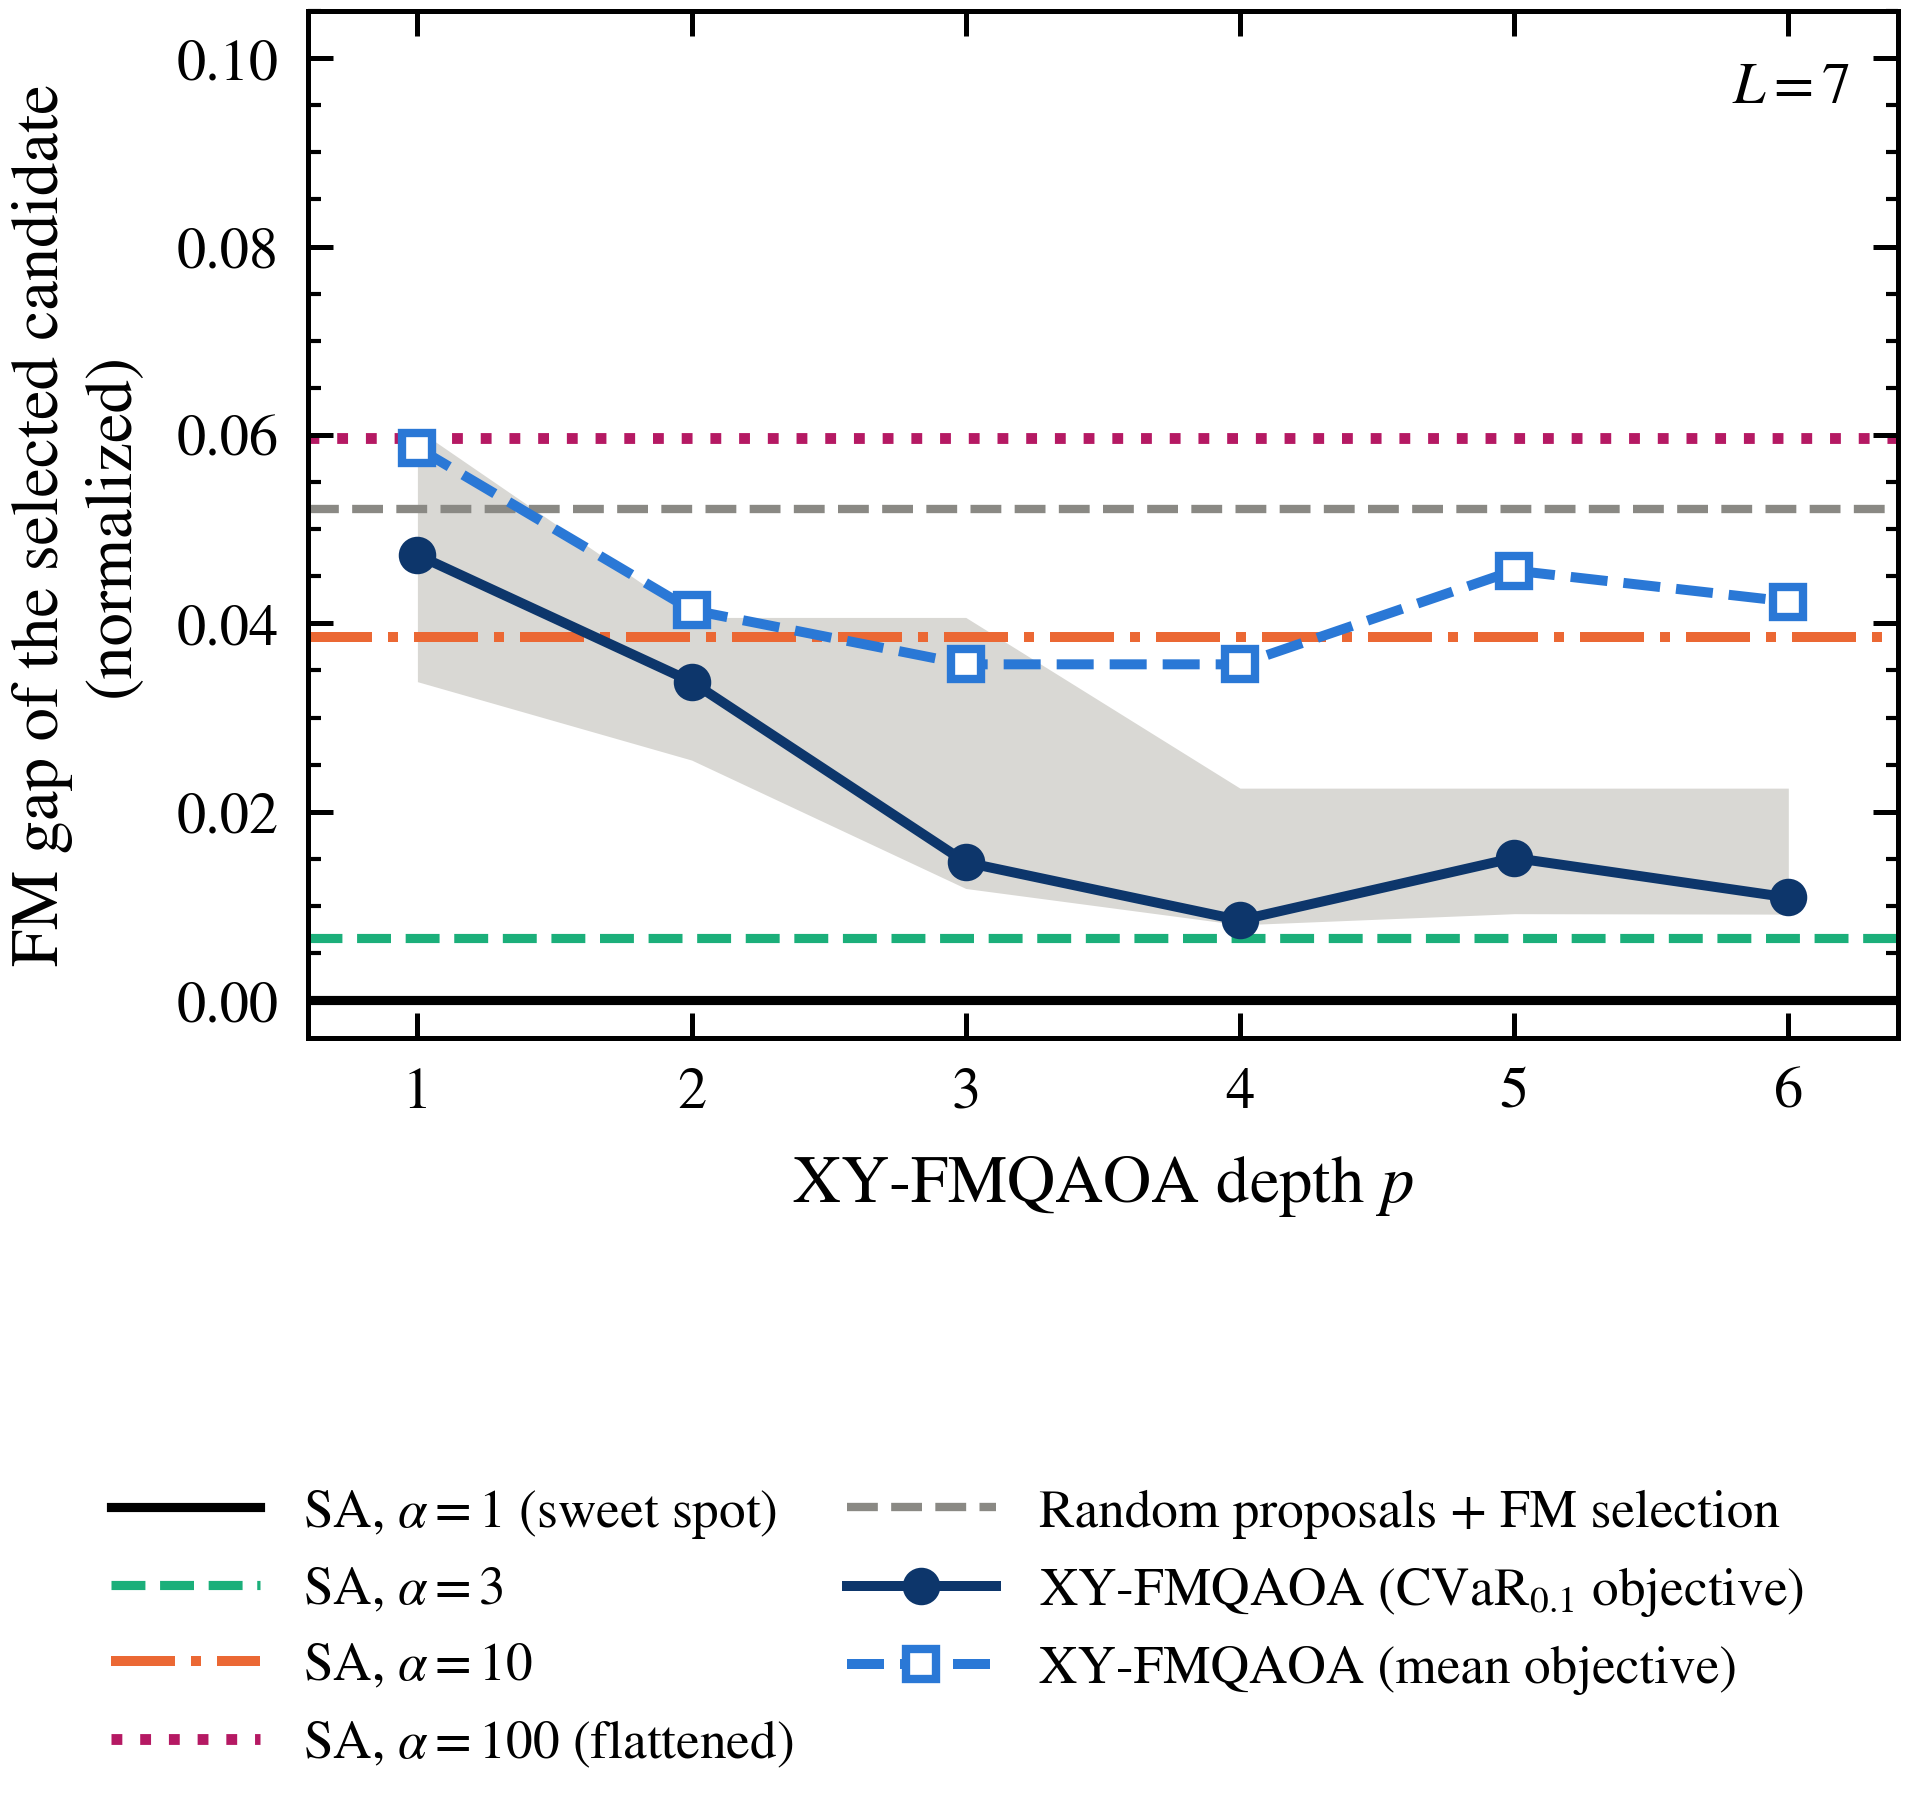 FM gap of the selected candidate
(normalized)
0.10
0.08
0.06
0.04
0.02
0.00
L = 7
1 2 3 4 5 6
XY-FMQAOA depth p
SA, α = 1 (sweet spot)
SA, α = 3
SA, α = 10
SA, α = 100 (flattened)
Random proposals + FM selection
XY-FMQAOA (CVaR0.1 objective)
XY-FMQAOA (mean objective)